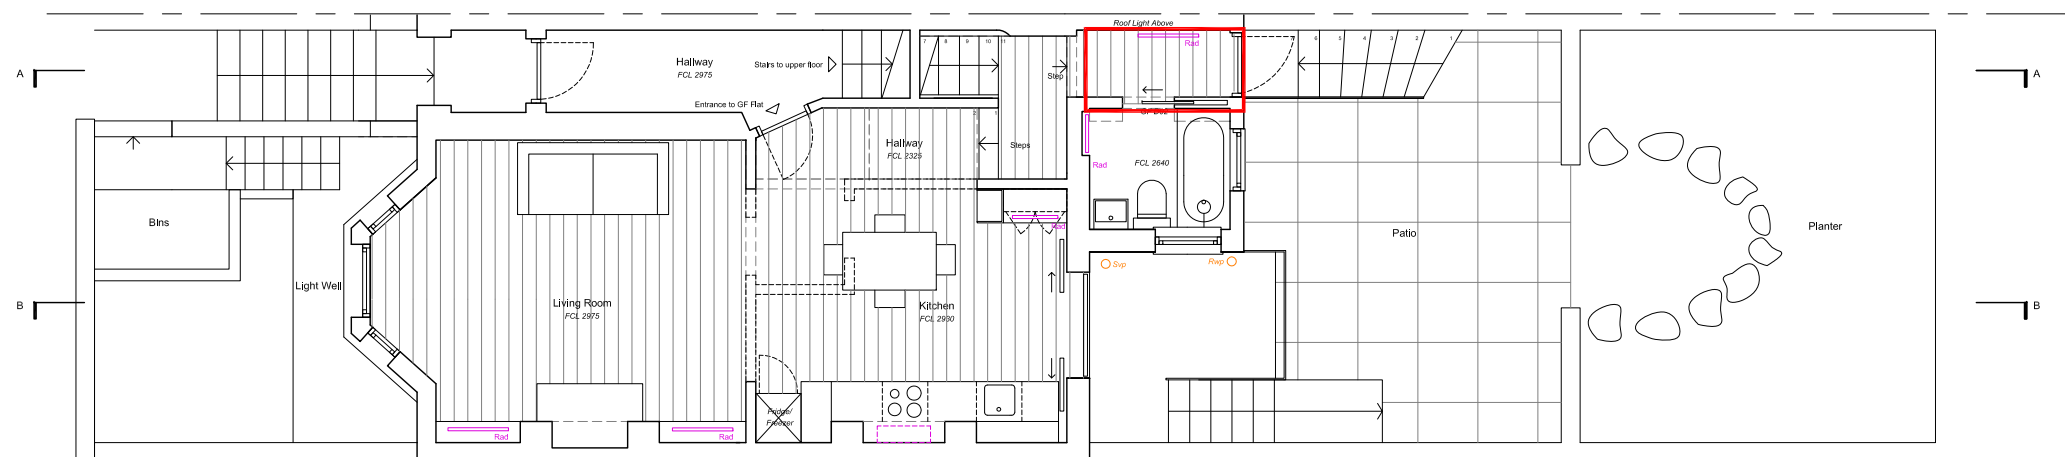 Roof Light Above
Rad
7 8 9 10 11
6 5 4 3 2 1
Hallway
FCL 2975
Stairs to upper floor
Step
A
A
Entrance to GF Flat
2 1
Hallway
FCL 2325
Steps
FCL 2640
Rad
Bins
Rad
Patio
Planter
Svp
Rwp
Light Well
Living Room
FCL 2975
Kitchen
FCL 2930
B
B
Fridge/
Freezer
Rad
Rad